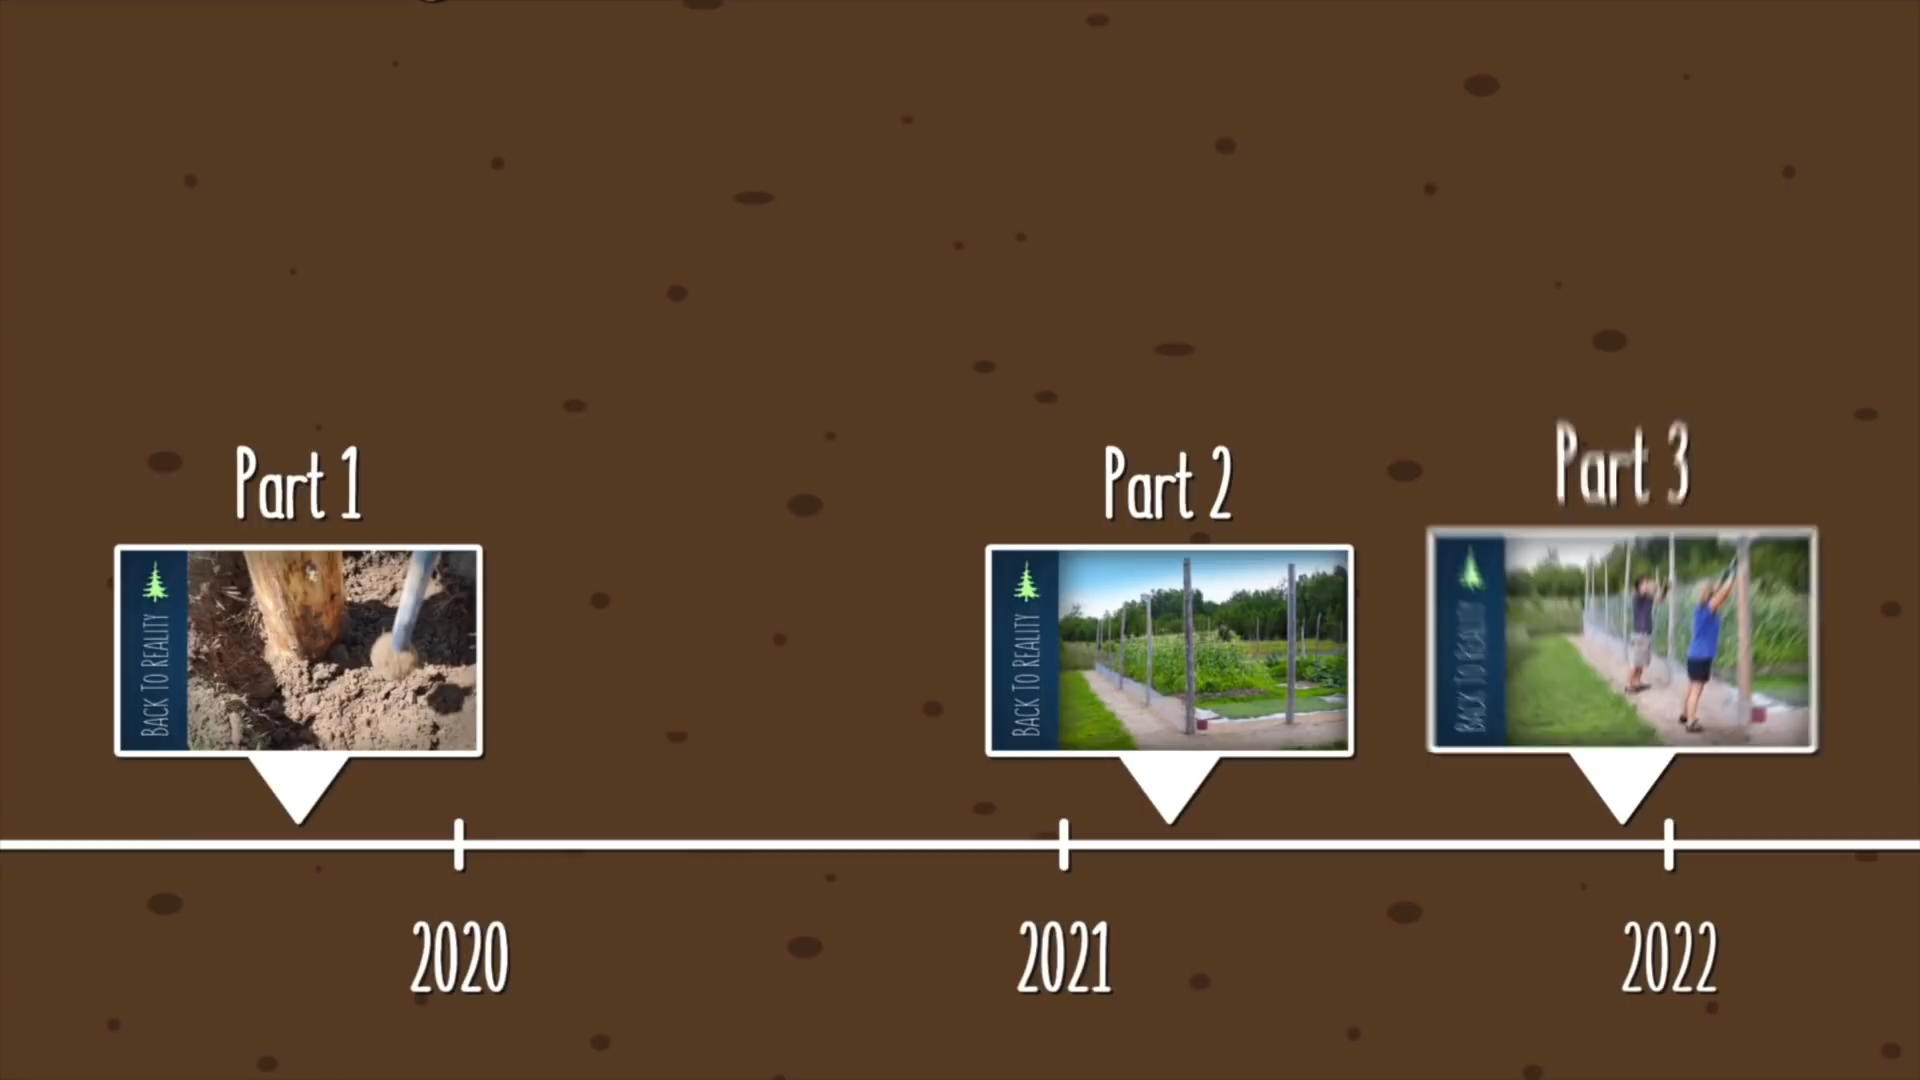 Part 1
Part 2
Part 3
BACK TO REALITY
BACK TO REALITY
BACK TO REALITY
2020
2021
2022